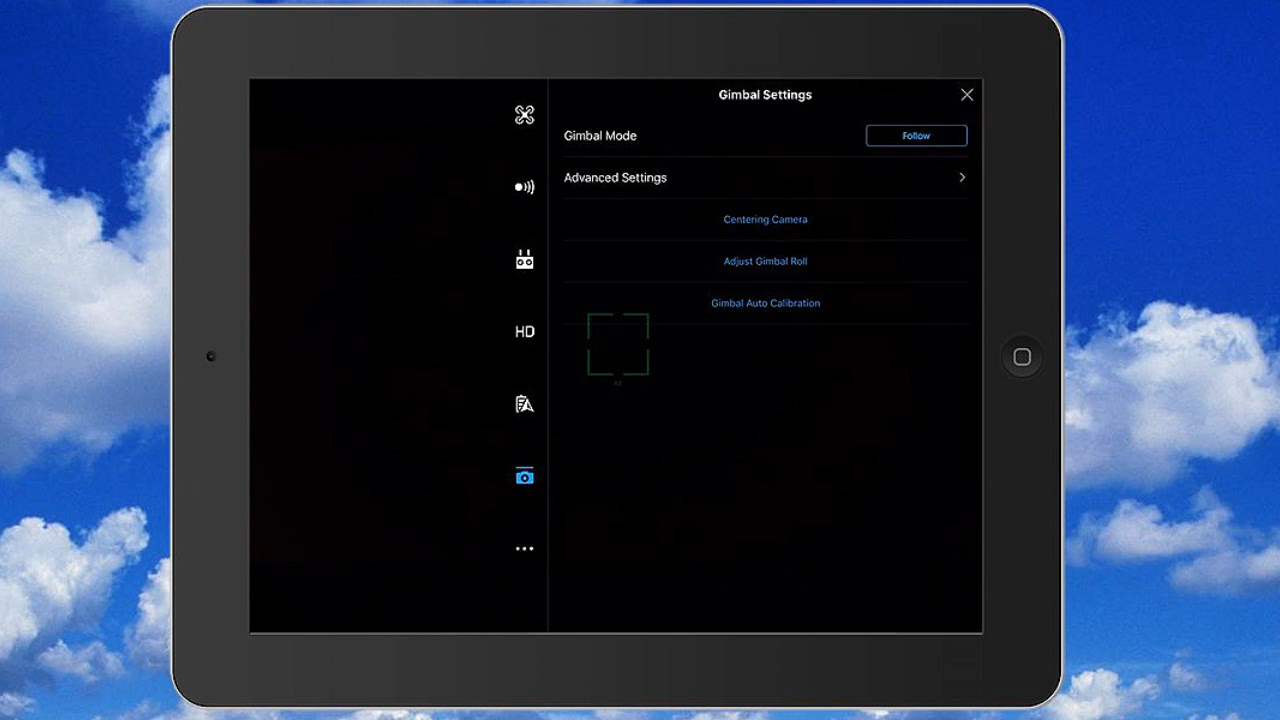 Gimbal Settings
Gimbal Mode
Follow
Advanced Settings
Centering Camera
Adjust Gimbal Roll
HD
Gimbal Auto Calibration